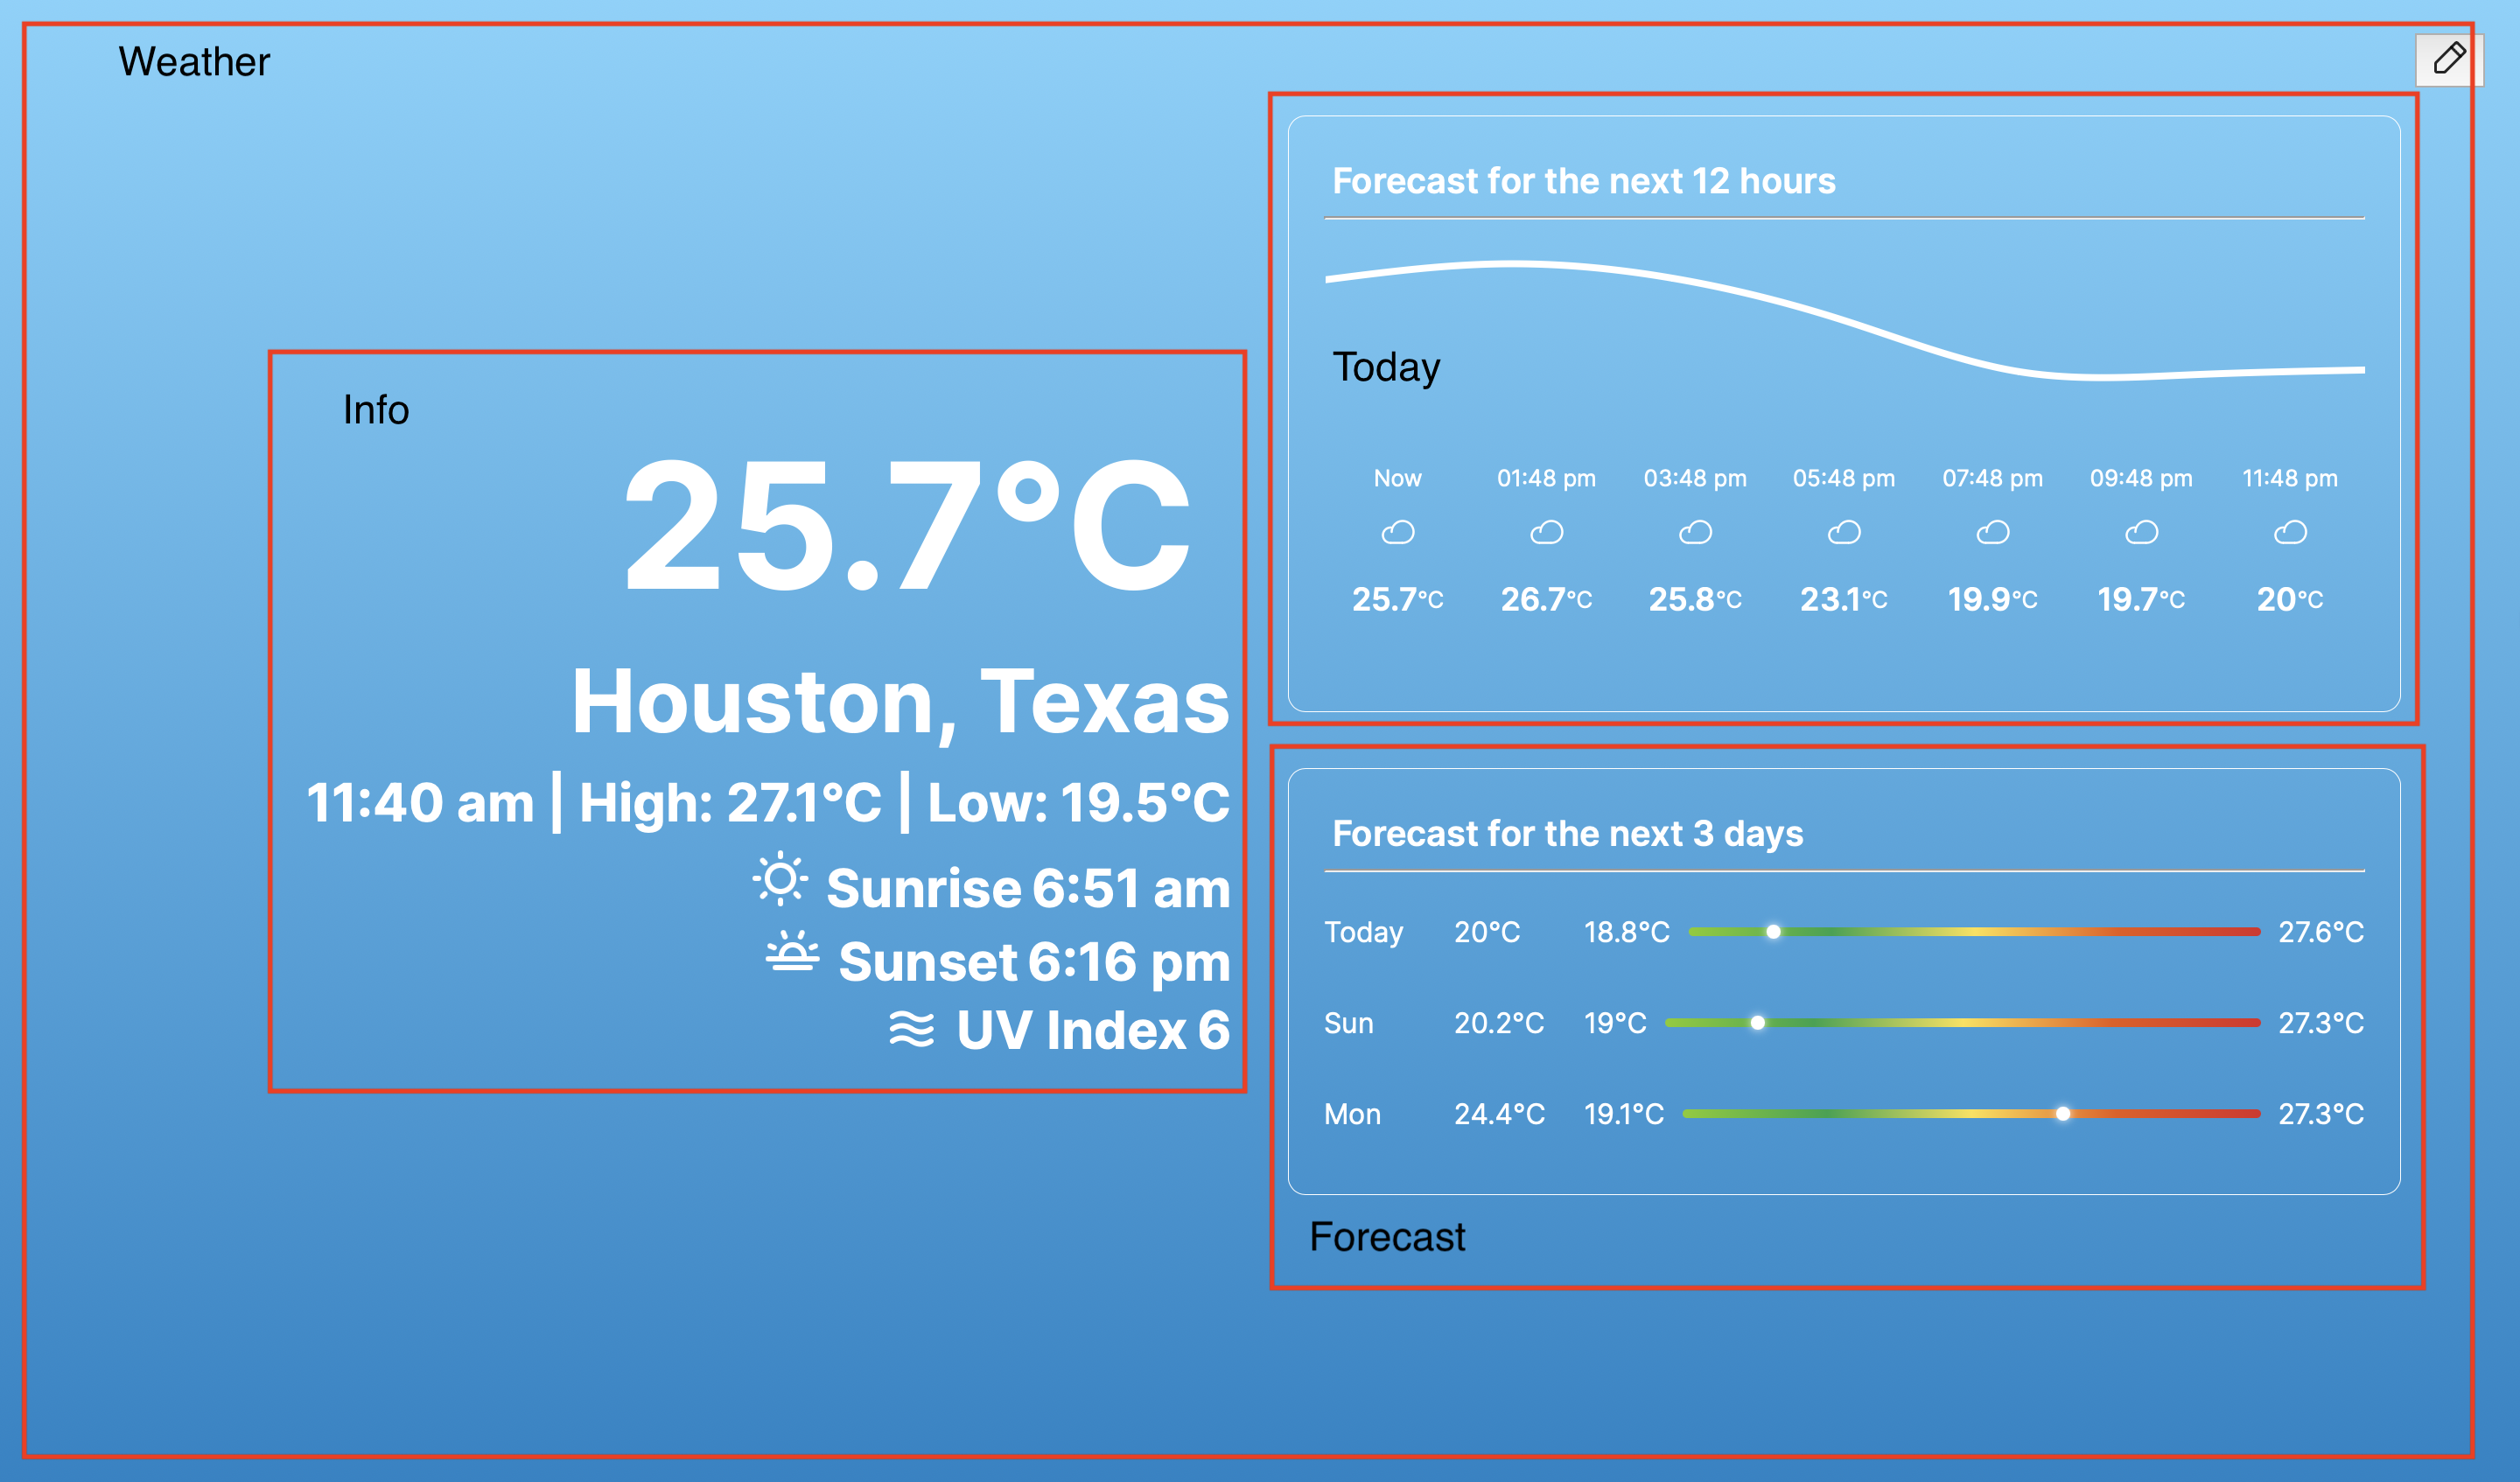 Weather
Info
25.7°C
Houston, Texas
11:40 am | High: 27.1°C | Low: 19.5°C
Sunrise 6:51 am
Sunset 6:16 pm
UV Index 6
Forecast for the next 12 hours
Today
Now 01:48 pm 03:48 pm 05:48 pm 07:48 pm 09:48 pm 11:48 pm
25.7°C 26.7°C 25.8°C 23.1°C 19.9°C 19.7°C 20°C
Forecast for the next 3 days
Today 20°C 18.8°C 27.6°C
Sun 20.2°C 19°C 27.3°C
Mon 24.4°C 19.1°C 27.3°C
Forecast